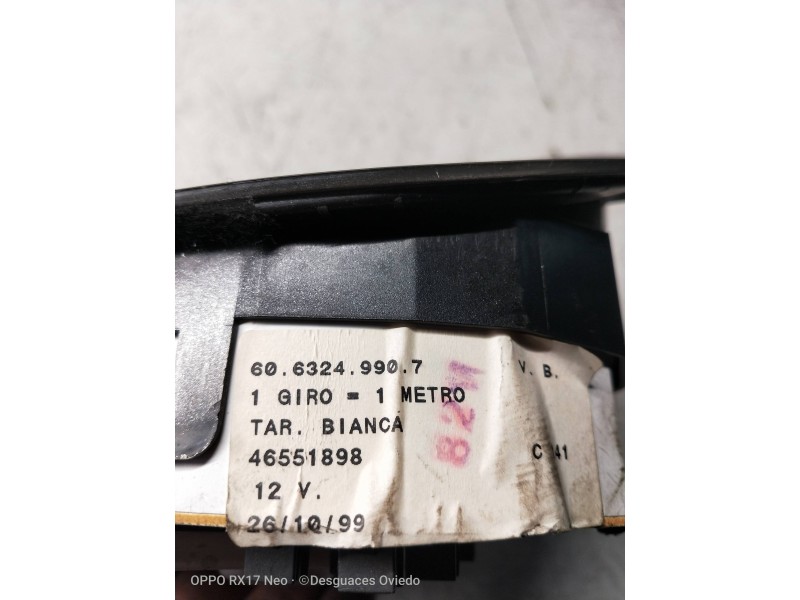 60.6324.990.7 V. B.
1 GIRO = 1 METRO
TAR. BIANCA
46551898 C 41
12 V.
26/10/99
OPPO RX17 Neo · ©Desguaces Oviedo